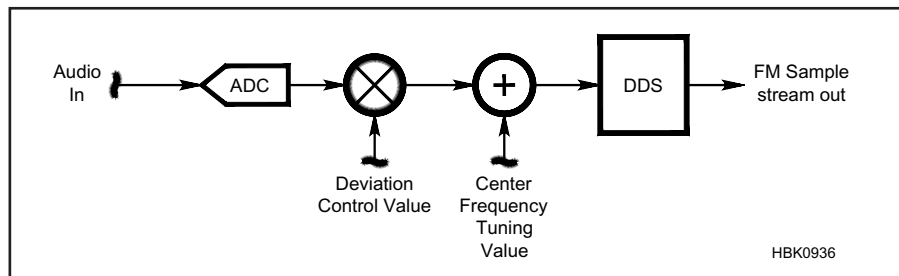 Audio
In
ADC
+
DDS
FM Sample
stream out
Deviation
Control Value
Center
Frequency
Tuning
Value
HBK0936